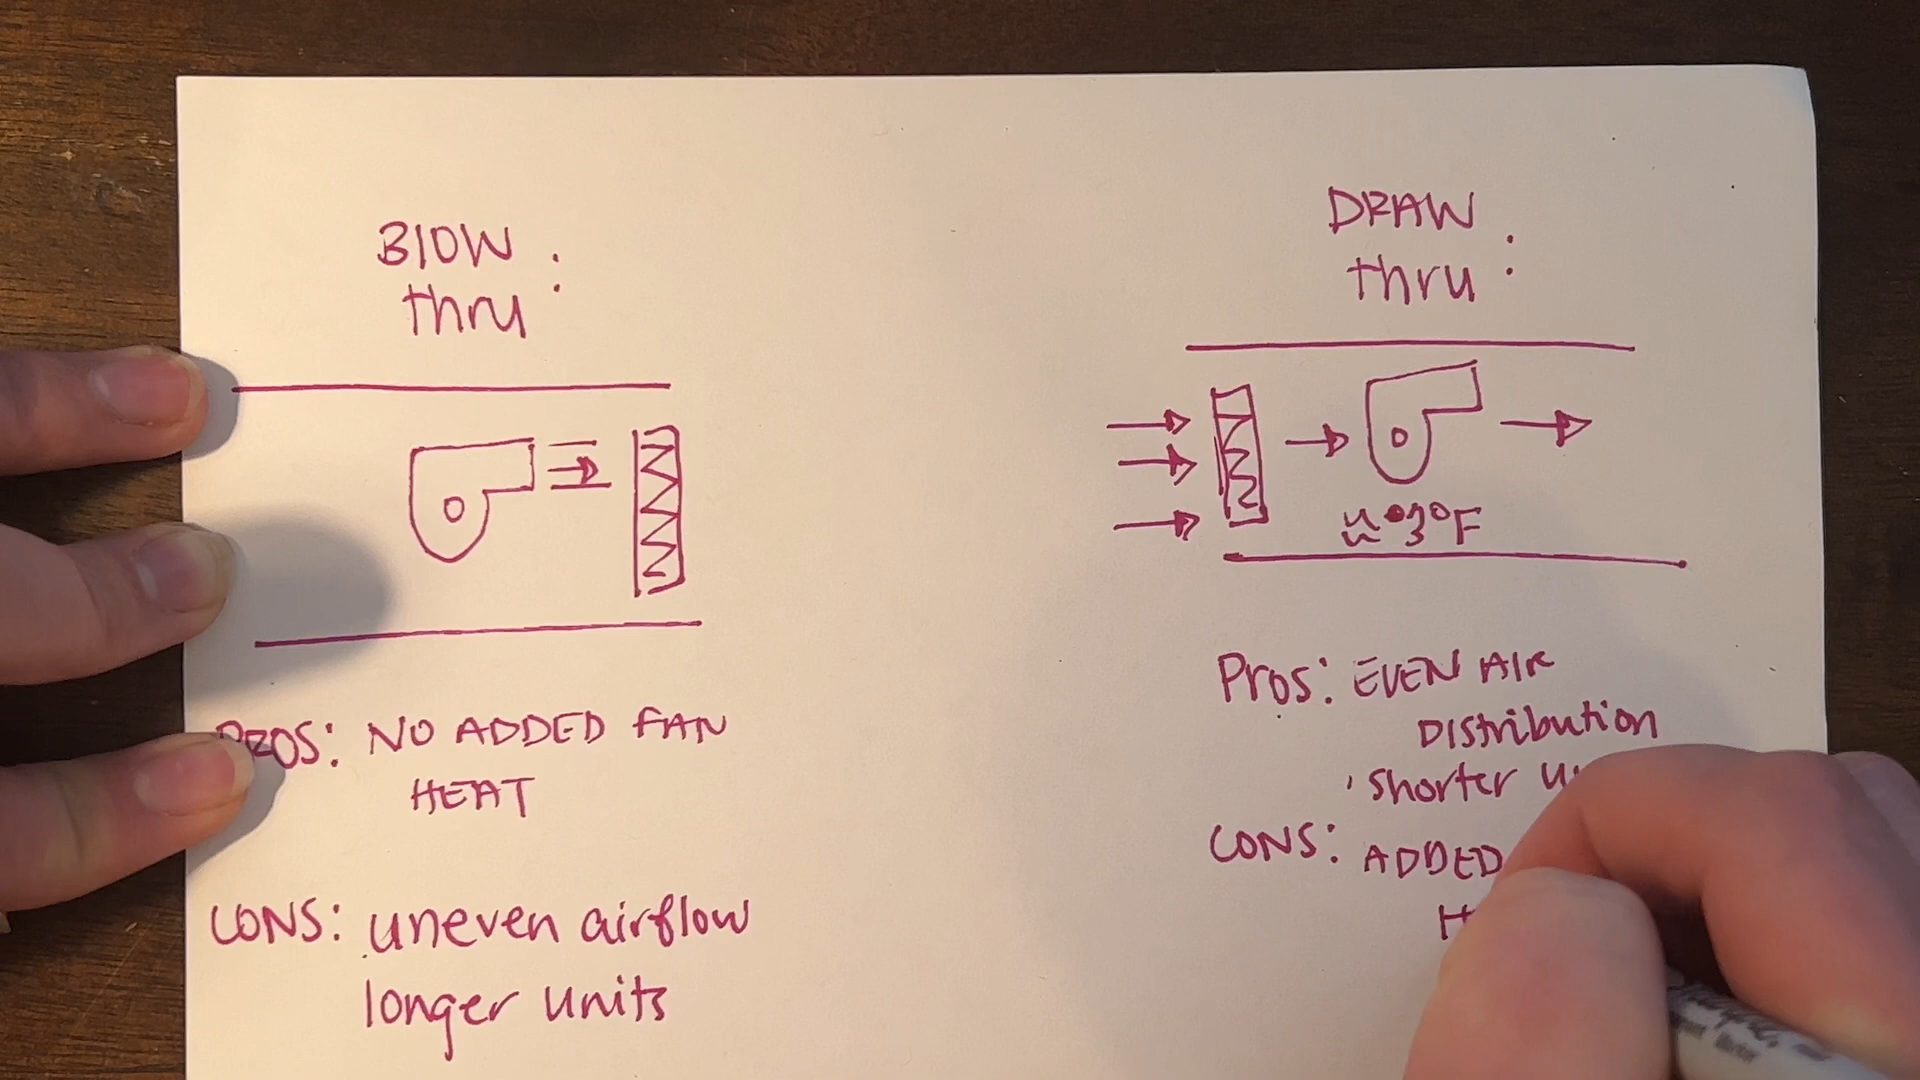 BlOW :
thru
PROS: NO ADDED FAN
HEAT
CONS: uneven airflow
longer units
DRAW
thru :
3°F
Pros: EVEN AIR
DIstribution
shorter
CONS: ADDED